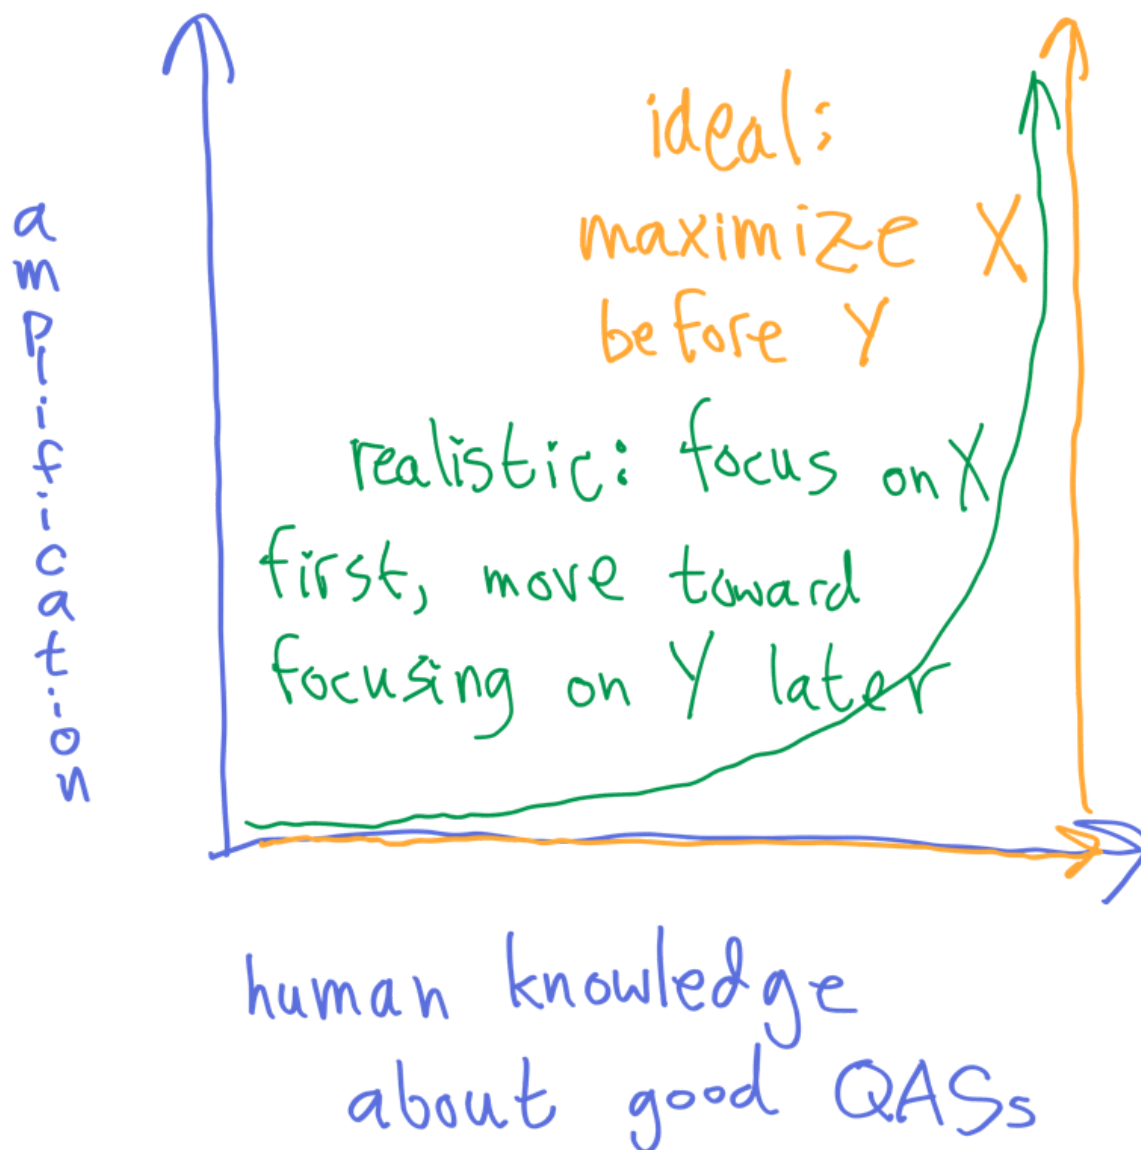 amplification
ideal:
maximize X
before Y
realistic: focus on X
first, move toward
focusing on Y later
human knowledge
about good QASs